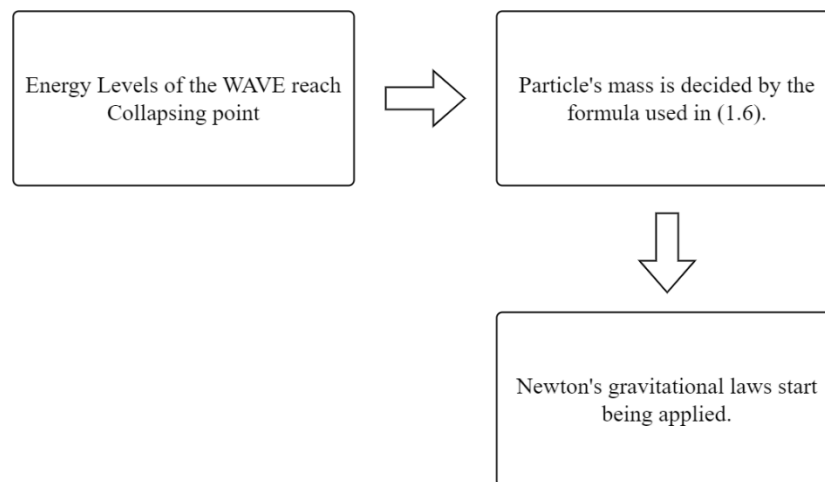 Energy Levels of the WAVE reach
Collapsing point
Particle's mass is decided by the
formula used in (1.6).
Newton's gravitational laws start
being applied.